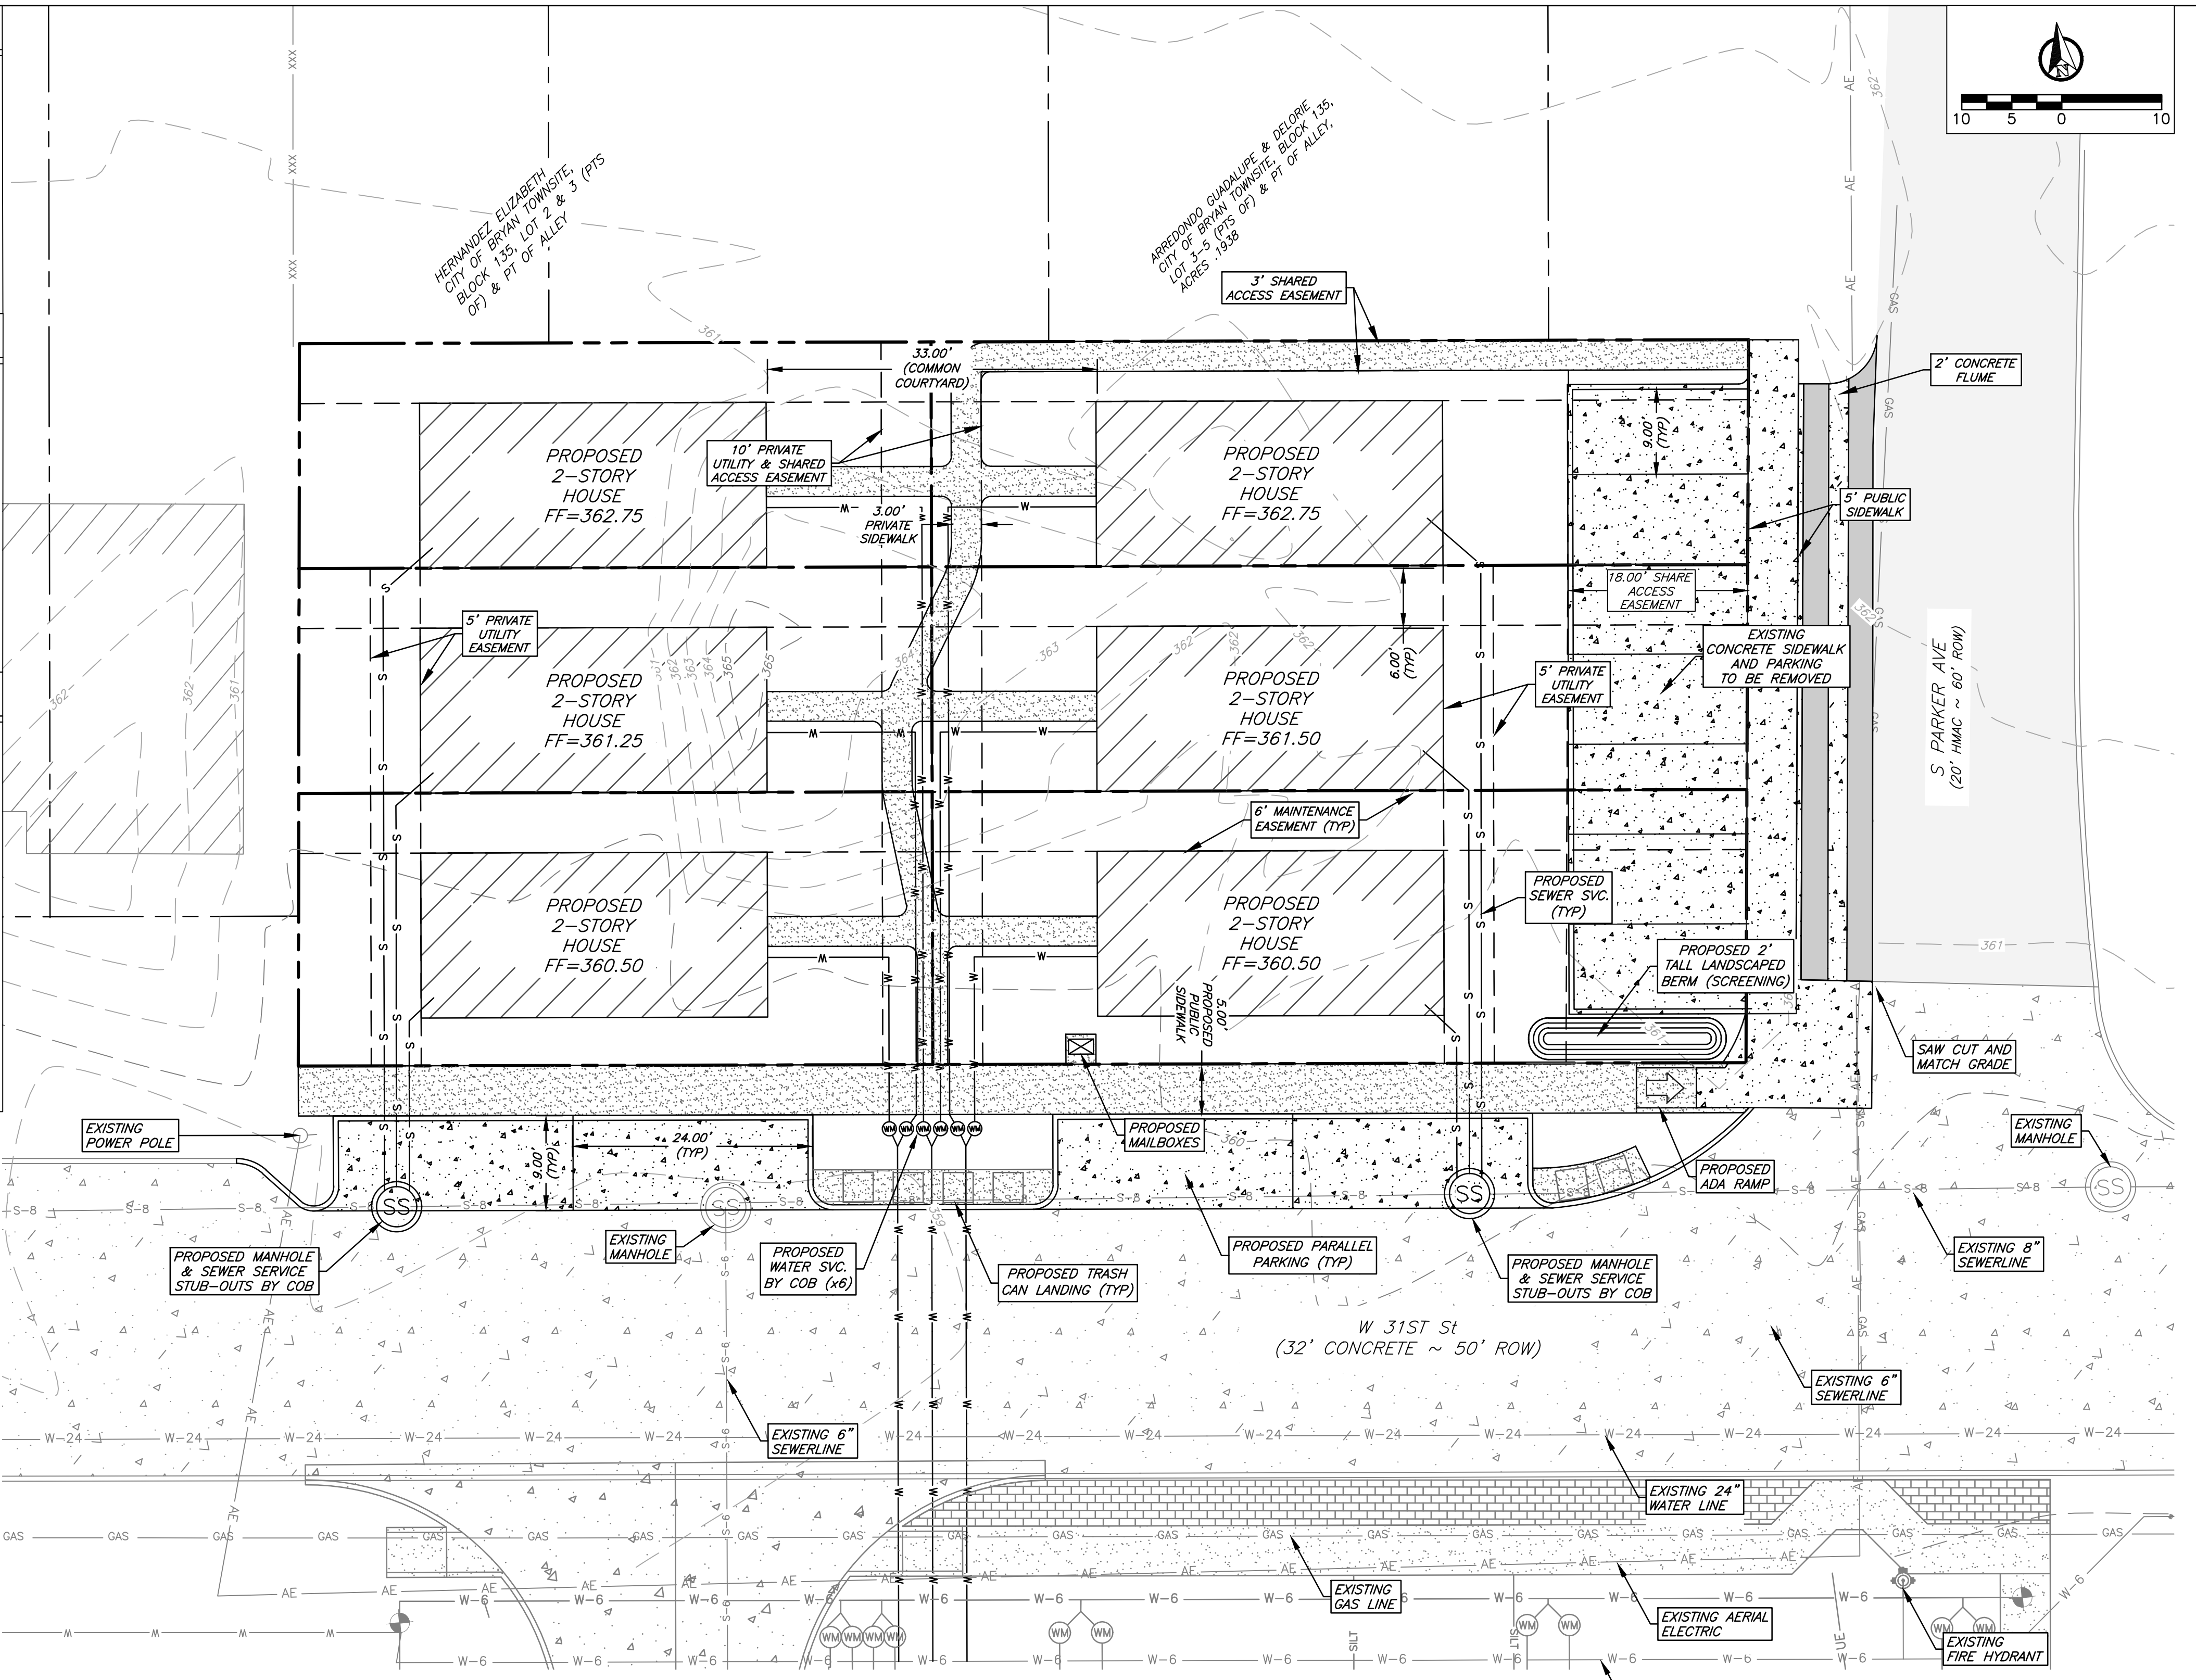 10 5 0 10
HERNANDEZ ELIZABETH
CITY OF BRYAN TOWNSITE,
BLOCK 135, LOT 2 & 3 (PTS
OF) & PT OF ALLEY
ARREDONDO GUADALUPE & DELORIE
CITY OF BRYAN TOWNSITE, BLOCK 135,
LOT 3-5 (PTS OF) & PT OF ALLEY,
ACRES .1938
3' SHARED
ACCESS EASEMENT
33.00'
(COMMON
COURTYARD)
2' CONCRETE
FLUME
9.00'
(TYP)
PROPOSED
2-STORY
HOUSE
FF=362.75
10' PRIVATE
UTILITY & SHARED
ACCESS EASEMENT
PROPOSED
2-STORY
HOUSE
FF=362.75
3.00'
PRIVATE
SIDEWALK
5' PUBLIC
SIDEWALK
18.00' SHARE
ACCESS
EASEMENT
5' PRIVATE
UTILITY
EASEMENT
6.00'
(TYP)
EXISTING
CONCRETE SIDEWALK
AND PARKING
TO BE REMOVED
S PARKER AVE
(20' HMAC ~ 60' ROW)
PROPOSED
2-STORY
HOUSE
FF=361.25
PROPOSED
2-STORY
HOUSE
FF=361.50
5' PRIVATE
UTILITY
EASEMENT
6' MAINTENANCE
EASEMENT (TYP)
PROPOSED
2-STORY
HOUSE
FF=360.50
PROPOSED
2-STORY
HOUSE
FF=360.50
PROPOSED
SEWER SVC.
(TYP)
PROPOSED 2'
TALL LANDSCAPED
BERM (SCREENING)
5.00'
PROPOSED
PUBLIC
SIDEWALK
SAW CUT AND
MATCH GRADE
EXISTING
POWER POLE
9.00'
(TYP)
24.00'
(TYP)
WM WM WM WM WM WM
PROPOSED
MAILBOXES
PROPOSED
ADA RAMP
EXISTING
MANHOLE
SS SS SS SS
PROPOSED MANHOLE
& SEWER SERVICE
STUB-OUTS BY COB
EXISTING
MANHOLE
PROPOSED
WATER SVC.
BY COB (x6)
PROPOSED TRASH
CAN LANDING (TYP)
PROPOSED PARALLEL
PARKING (TYP)
PROPOSED MANHOLE
& SEWER SERVICE
STUB-OUTS BY COB
EXISTING 8"
SEWERLINE
W 31ST St
(32' CONCRETE ~ 50' ROW)
EXISTING 6"
SEWERLINE
EXISTING 6"
SEWERLINE
EXISTING 24"
WATER LINE
EXISTING
GAS LINE
EXISTING AERIAL
ELECTRIC
EXISTING
FIRE HYDRANT